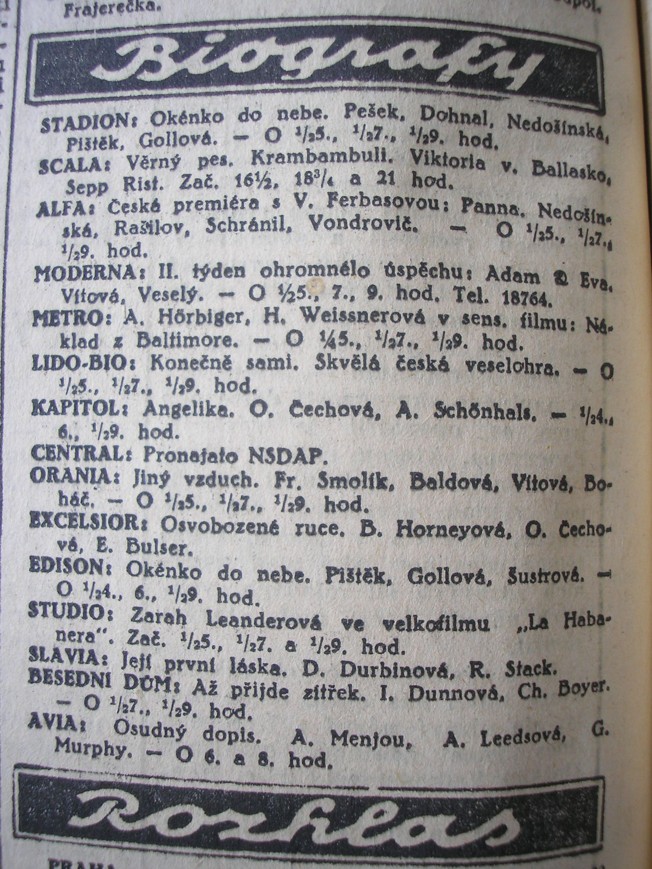 Frajerečka.
Biografy
STADION: Okénko do nebe. Pešek, Dohnal, Nedošínská,
Pištěk, Gollová. — O ½5., ½7., ½9. hod.
SCALA: Věrný pes. Krambambuli. Viktoria v. Ballasko,
Sepp Rist. Zač. 16½, 18¾ a 21 hod.
ALFA: Česká premiéra s V. Ferbasovou: Panna. Nedošín-
ská, Rašilov, Schránil, Vondrovič. — O ½5., ½7.,
½9. hod.
MODERNA: II. týden ohromnélo úspěchu: Adam a Eva.
Vítová, Veselý. — O ½5., 7., 9. hod. Tel. 18764.
METRO: A. Hörbiger, H. Weissnerová v sens. filmu: Ná-
klad z Baltimore. — O ¼5., ½7., ½9. hod.
LIDO-BIO: Konečně sami. Skvělá česká veselohra. — O
½5., ½7., ½9. hod.
KAPITOL: Angelika. O. Čechová, A. Schönhals. — ½4.,
6., ½9. hod.
CENTRAL: Pronajato NSDAP.
ORANIA: Jiný vzduch. Fr. Smolík, Baldová, Vítová, Bo-
háč. — O ½5., ½7., ½9. hod.
EXCELSIOR: Osvobozené ruce. B. Horneyová, O. Čecho-
vá, E. Bulser.
EDISON: Okénko do nebe. Pištěk, Gollová, Šustrová. —
O ½4., 6., ½9. hod.
STUDIO: Zarah Leanderová ve velkofilmu „La Haba-
nera". Zač. ½5., ½7. a ½9. hod.
SLAVIA: Její první láska. D. Durbinová, R. Stack.
BESEDNÍ DŮM: Až přijde zítřek. I. Dunnová, Ch. Boyer.
— O ½7., ½9. hod.
AVIA: Osudný dopis. A. Menjou, A. Leedsová, G.
Murphy. — O 6. a 8. hod.
Rozhlas
PRAHA